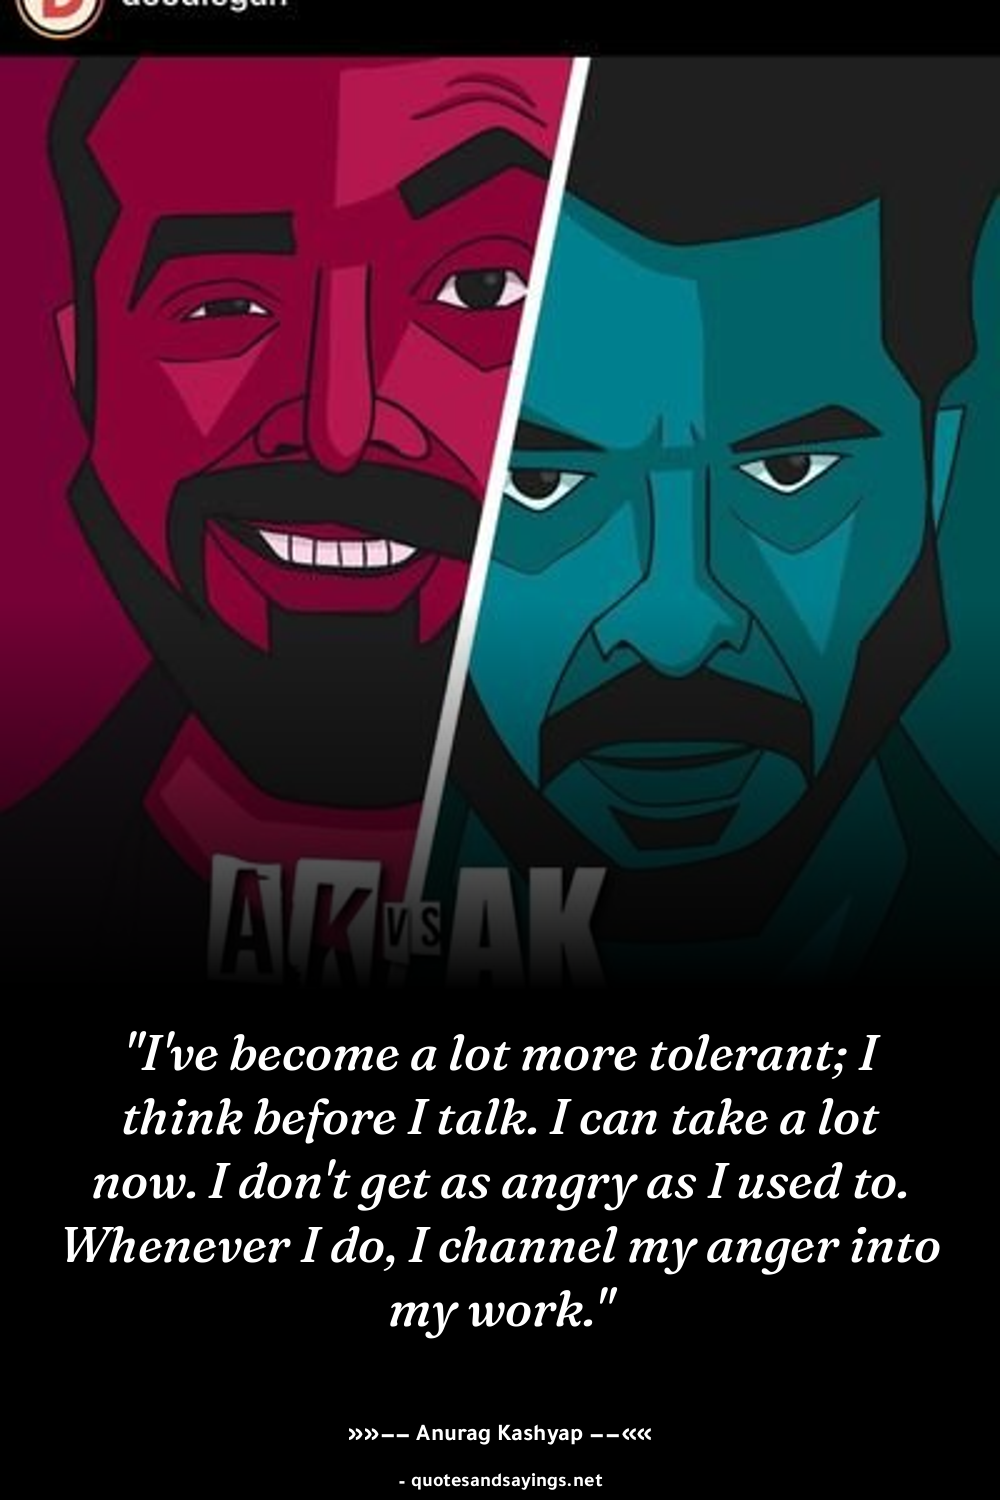 AK VS AK
"I've become a lot more tolerant; I
think before I talk. I can take a lot
now. I don't get as angry as I used to.
Whenever I do, I channel my anger into
my work."
»»–– Anurag Kashyap ––««
- quotesandsayings.net